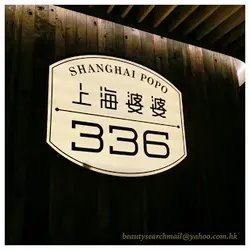 SHANGHAI POPO
上海婆婆
336
beautysearchmail@yahoo.com.hk